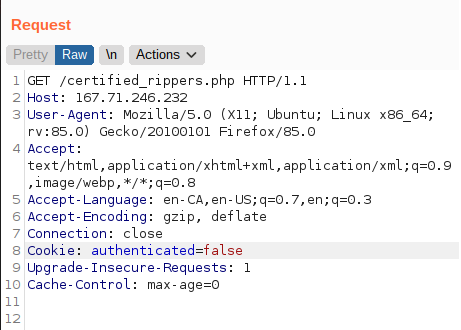 Request
Pretty Raw \n Actions
1 GET /certified_rippers.php HTTP/1.1
2 Host: 167.71.246.232
3 User-Agent: Mozilla/5.0 (X11; Ubuntu; Linux x86_64;
rv:85.0) Gecko/20100101 Firefox/85.0
4 Accept:
text/html,application/xhtml+xml,application/xml;q=0.9
,image/webp,*/*;q=0.8
5 Accept-Language: en-CA,en-US;q=0.7,en;q=0.3
6 Accept-Encoding: gzip, deflate
7 Connection: close
8 Cookie: authenticated=false
9 Upgrade-Insecure-Requests: 1
10 Cache-Control: max-age=0
11
12